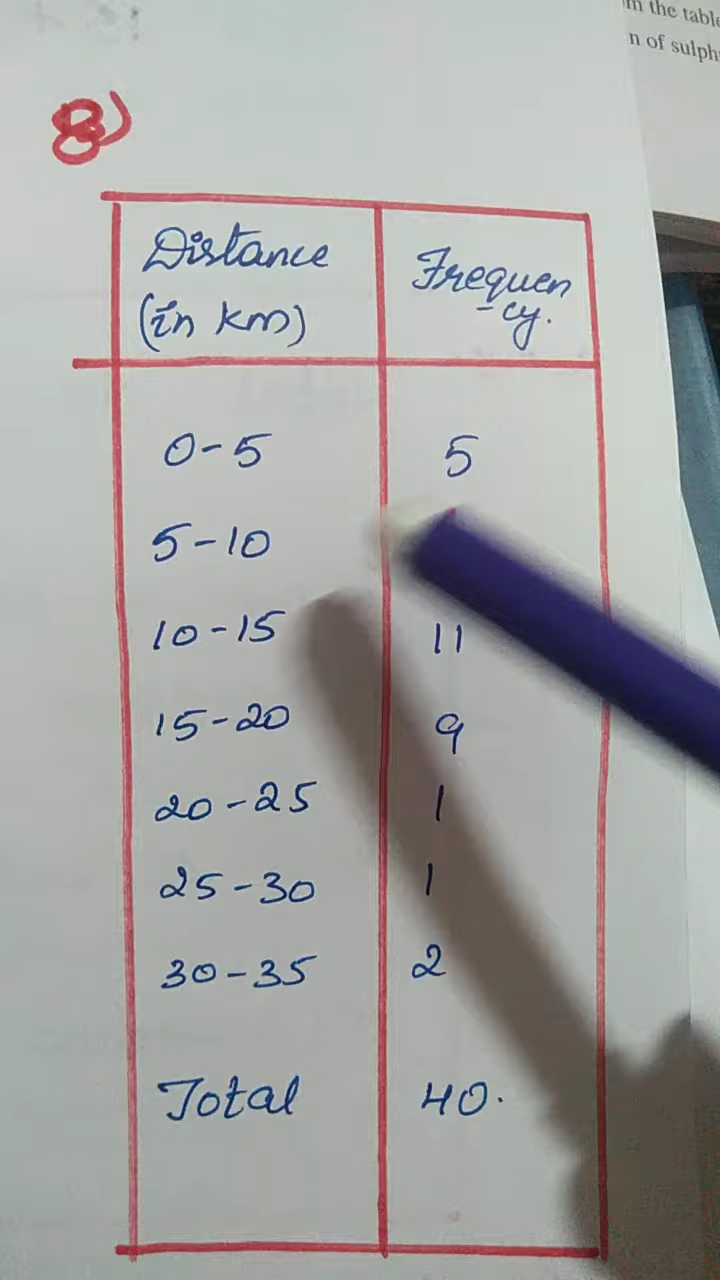 m the table
n of sulph
8)
Distance
(in km)
Frequen
-cy.
0-5 5
5-10
10-15 11
15-20 9
20-25 1
25-30 1
30-35 2
Total 40.